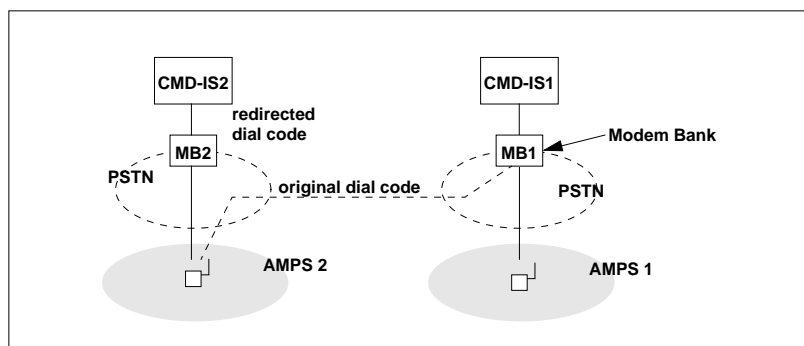 CMD-IS2
CMD-IS1
redirected
dial code
Modem Bank
MB2
MB1
PSTN
original dial code
PSTN
AMPS 2
AMPS 1